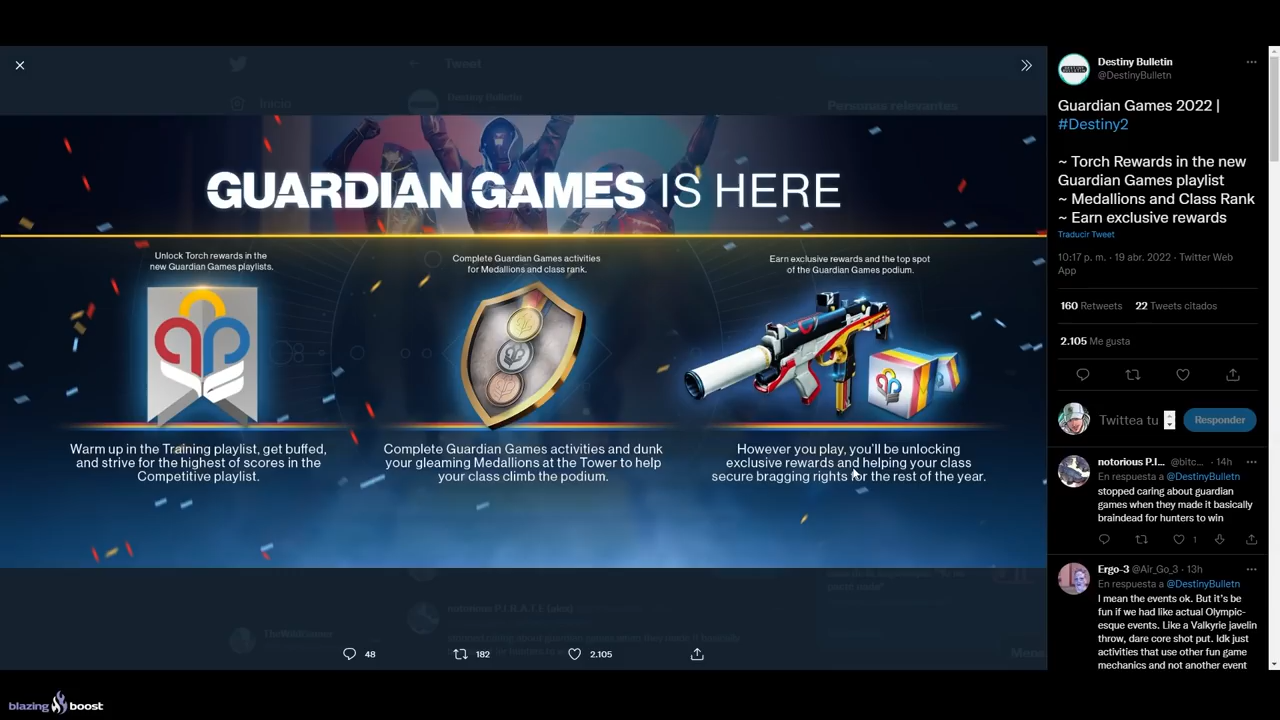 Tweet
Inicio
Destiny Bulletin
Personas relevantes
GUARDIAN GAMES IS HERE
Unlock Torch rewards in the
new Guardian Games playlists.
Warm up in the Training playlist, get buffed,
and strive for the highest of scores in the
Competitive playlist.
Complete Guardian Games activities
for Medallions and class rank.
Complete Guardian Games activities and dunk
your gleaming Medallions at the Tower to help
your class climb the podium.
Earn exclusive rewards and the top spot
of the Guardian Games podium.
However you play, you'll be unlocking
exclusive rewards and helping your class
secure bragging rights for the rest of the year.
48
182
2.105
Destiny Bulletin
@DestinyBulletn
Guardian Games 2022 |
#Destiny2
~ Torch Rewards in the new
Guardian Games playlist
~ Medallions and Class Rank
~ Earn exclusive rewards
Traducir Tweet
10:17 p. m. · 19 abr. 2022 · Twitter Web
App
160 Retweets 22 Tweets citados
2.105 Me gusta
Twittea tu
Responder
notorious P.I... @bitc... · 14h
En respuesta a @DestinyBulletn
stopped caring about guardian
games when they made it basically
braindead for hunters to win
1
Ergo-3 @Air_Go_3 · 13h
En respuesta a @DestinyBulletn
I mean the events ok. But it's be
fun if we had like actual Olympic-
esque events. Like a Valkyrie javelin
throw, dare core shot put. Idk just
activities that use other fun game
mechanics and not another event
blazing boost